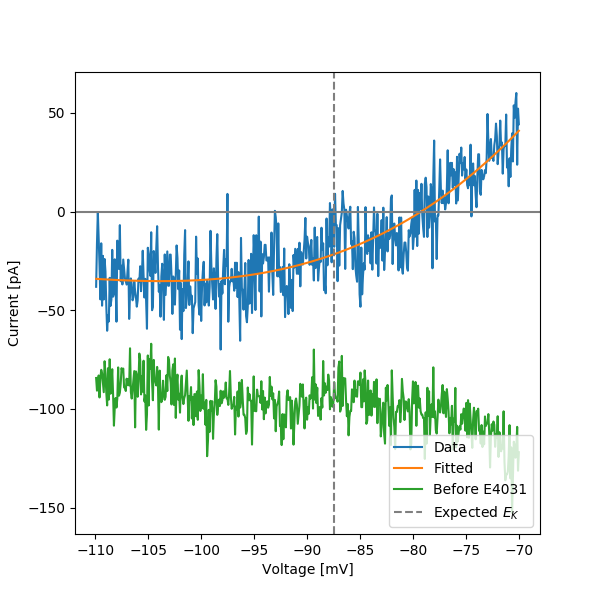 50
0
−50
−100
−150
Current [pA]
Data
Fitted
Before E4031
Expected E_K
−110 −105 −100 −95 −90 −85 −80 −75 −70
Voltage [mV]